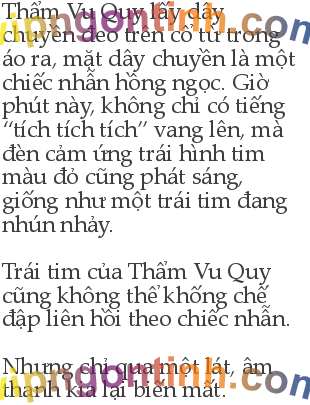 Thẩm Vu Quy lấy dây
chuyền đeo trên cổ từ trong
áo ra, mặt dây chuyền là một
chiếc nhẫn hồng ngọc. Giờ
phút này, không chỉ có tiếng
“tích tích tích” vang lên, mà
đèn cảm ứng trái hình tim
màu đỏ cũng phát sáng,
giống như một trái tim đang
nhún nhảy.
Trái tim của Thẩm Vu Quy
cũng không thể khống chế
đập liên hồi theo chiếc nhẫn.
Nhưng chỉ qua một lát, âm
thanh kia lại biến mất.
vipngontinh.com
vipngontinh.com